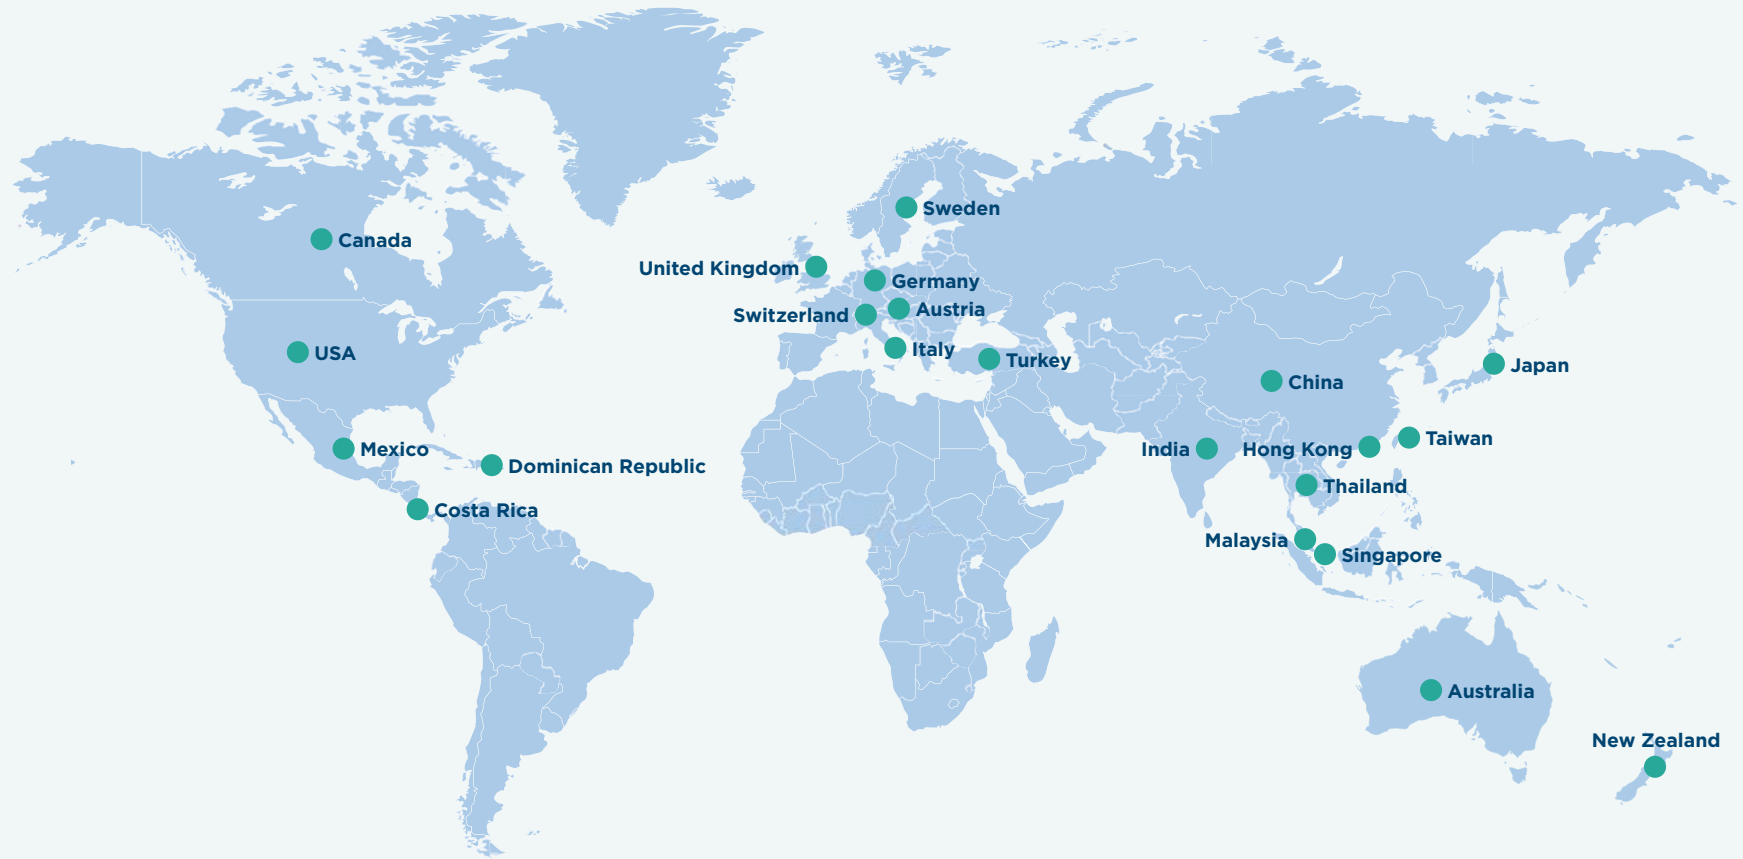 Sweden
Canada
United Kingdom
Germany
Austria
Switzerland
Italy
USA
Turkey
Japan
China
Taiwan
Mexico
India
Hong Kong
Dominican Republic
Thailand
Costa Rica
Malaysia
Singapore
Australia
New Zealand